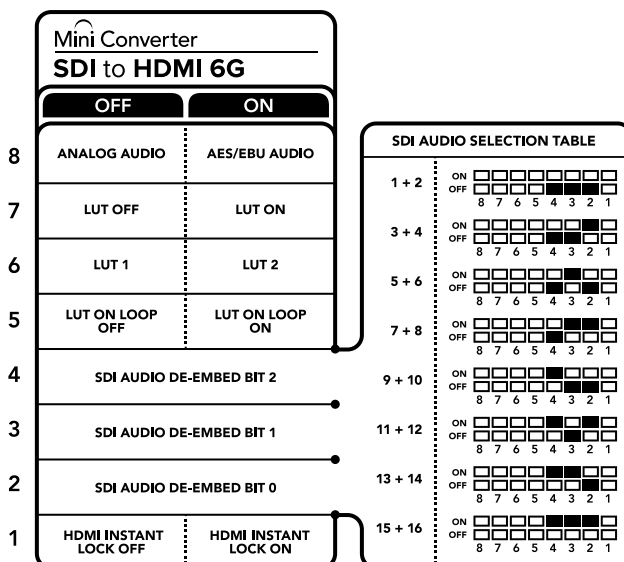 Mini Converter
SDI to HDMI 6G
OFF ON
8 ANALOG AUDIO AES/EBU AUDIO
7 LUT OFF LUT ON
6 LUT 1 LUT 2
5 LUT ON LOOP OFF LUT ON LOOP ON
4 SDI AUDIO DE-EMBED BIT 2
3 SDI AUDIO DE-EMBED BIT 1
2 SDI AUDIO DE-EMBED BIT 0
1 HDMI INSTANT LOCK OFF HDMI INSTANT LOCK ON
SDI AUDIO SELECTION TABLE
1 + 2 ON
OFF
8 7 6 5 4 3 2 1
3 + 4 ON
OFF
8 7 6 5 4 3 2 1
5 + 6 ON
OFF
8 7 6 5 4 3 2 1
7 + 8 ON
OFF
8 7 6 5 4 3 2 1
9 + 10 ON
OFF
8 7 6 5 4 3 2 1
11 + 12 ON
OFF
8 7 6 5 4 3 2 1
13 + 14 ON
OFF
8 7 6 5 4 3 2 1
15 + 16 ON
OFF
8 7 6 5 4 3 2 1